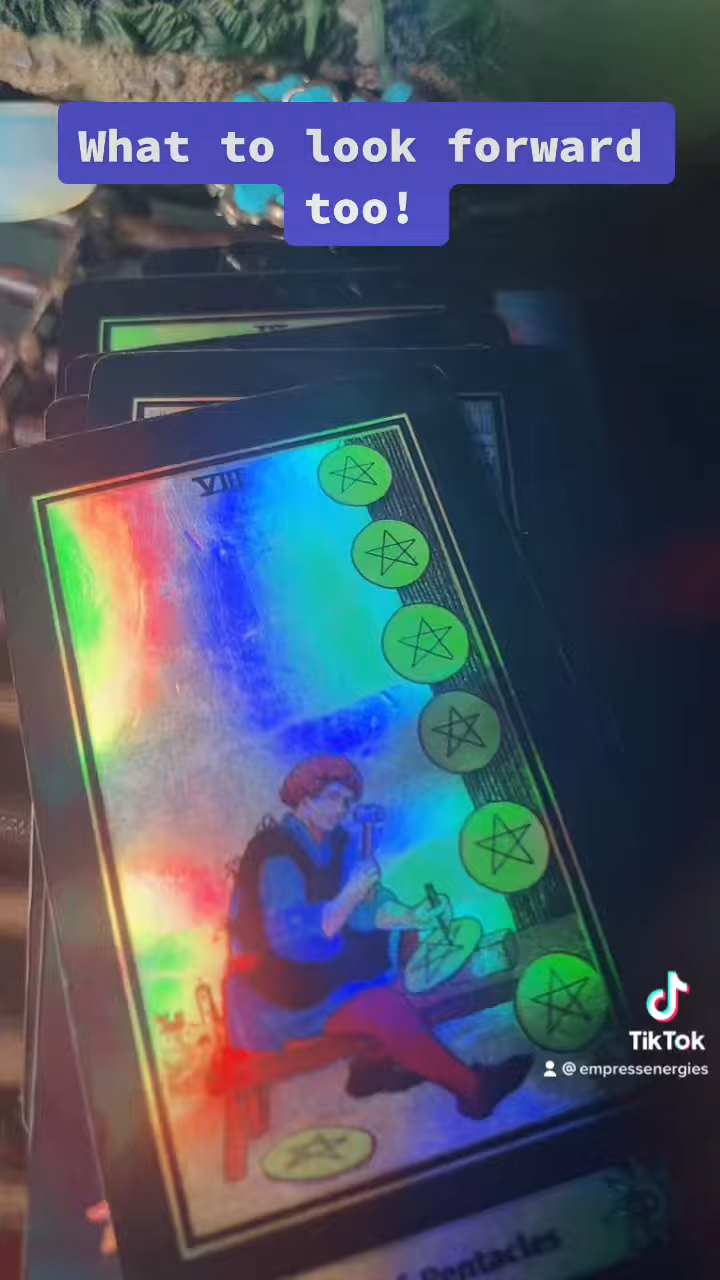 What to look forward
too!
VIII
TikTok
@empressenergies
Pentacles